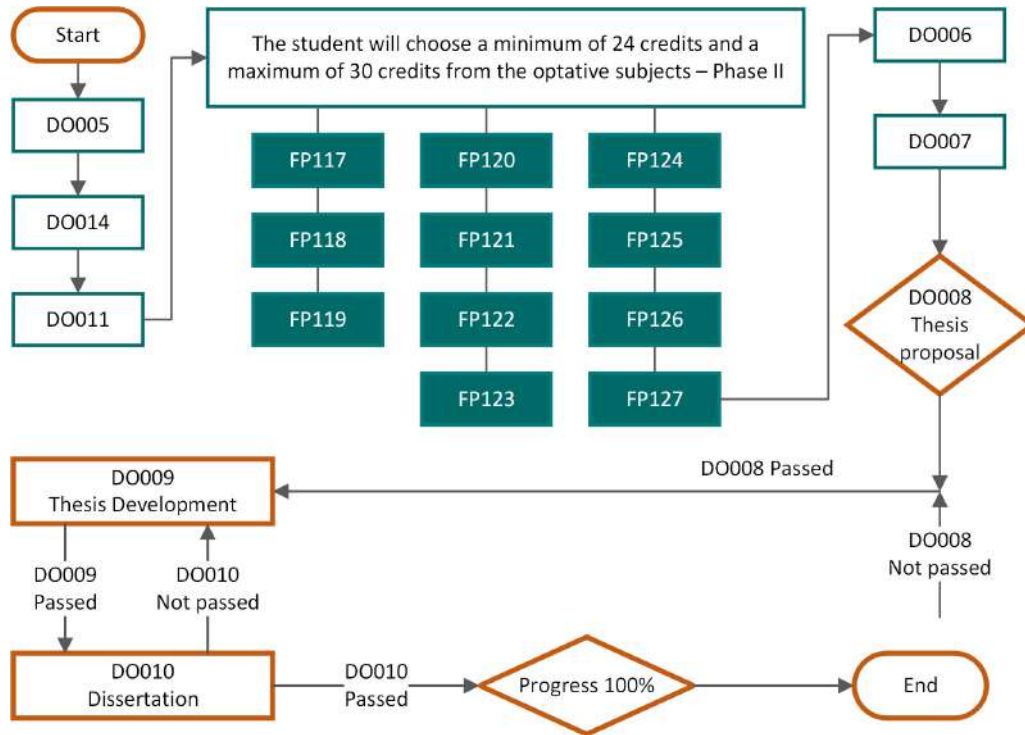 Start
DO005
DO014
DO011
The student will choose a minimum of 24 credits and a
maximum of 30 credits from the optative subjects – Phase II
FP117
FP118
FP119
FP120
FP121
FP122
FP123
FP124
FP125
FP126
FP127
DO006
DO007
DO008
Thesis
proposal
DO008 Passed
DO008
Not passed
DO009
Thesis Development
DO009
Passed
DO010
Not passed
DO010
Dissertation
DO010
Passed
Progress 100%
End